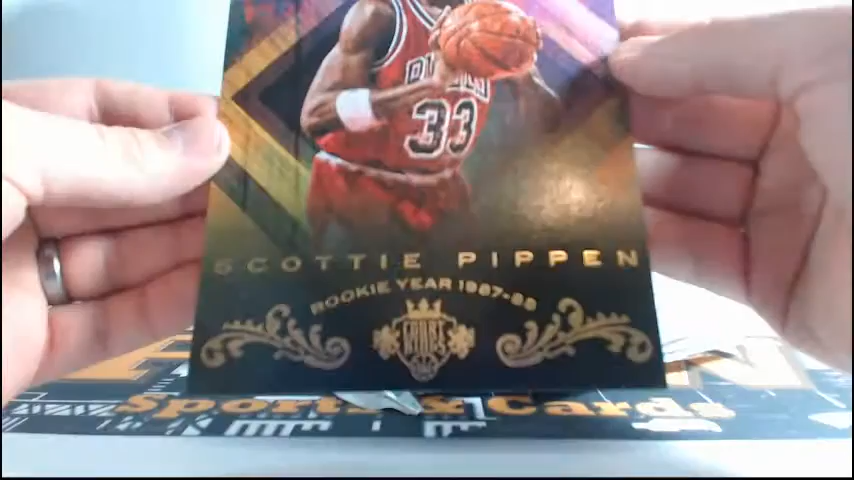 BULLS
33
SCOTTIE PIPPEN
ROOKIE YEAR 1987-88
COURT
KINGS
Sports & Cards